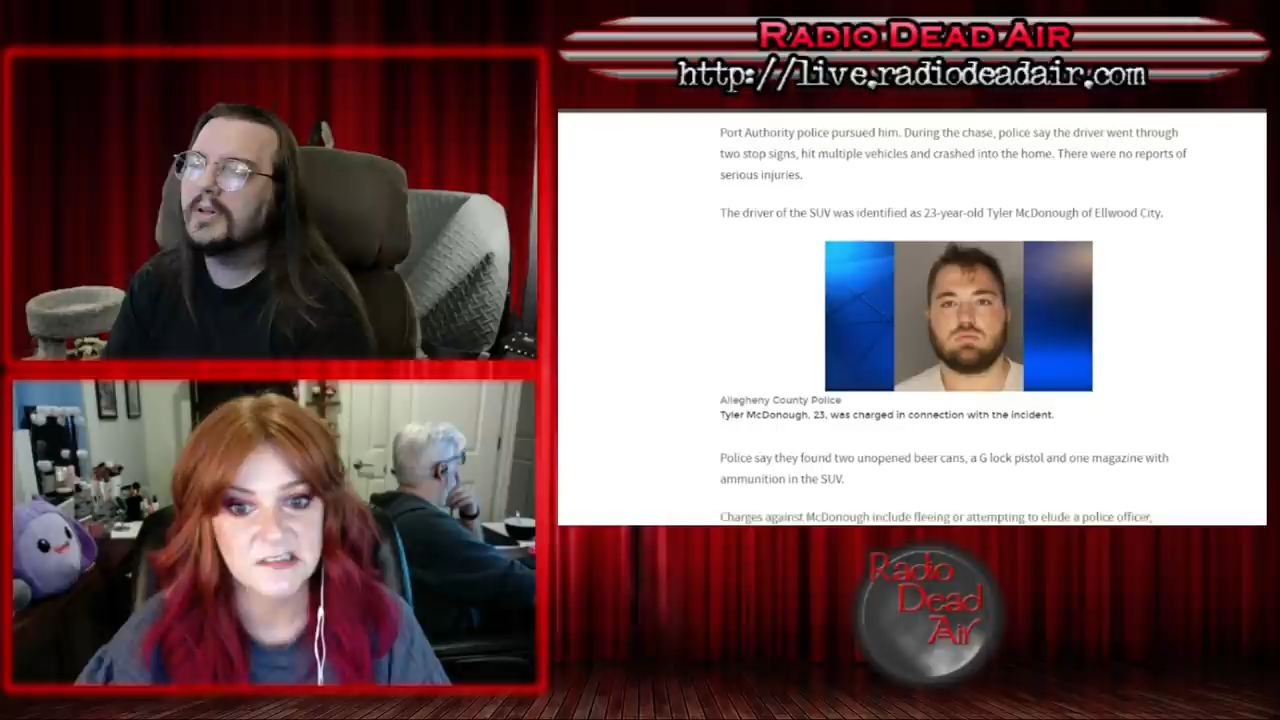 Radio Dead Air
http://live.radiodeadair.com
Port Authority police pursued him. During the chase, police say the driver went through
two stop signs, hit multiple vehicles and crashed into the home. There were no reports of
serious injuries.
The driver of the SUV was identified as 23-year-old Tyler McDonough of Ellwood City.
Allegheny County Police
Tyler McDonough, 23, was charged in connection with the incident.
Police say they found two unopened beer cans, a G lock pistol and one magazine with
ammunition in the SUV.
Charges against McDonough include fleeing or attempting to elude a police officer,
Radio
Dead
Air